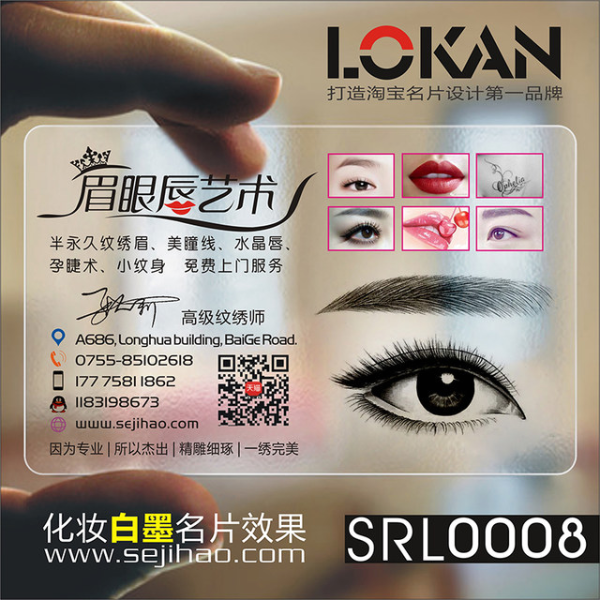 LOKAN
打造淘宝名片设计第一品牌
眉眼唇艺术
半永久纹绣眉、美瞳线、水晶唇、
孕睫术、小纹身 免费上门服务
高级纹绣师
A686, Longhua building, BaiGe Road.
0755-85102618
177 7581 1862
1183198673
www.sejihao.com
天猫
因为专业 | 所以杰出 | 精雕细琢 | 一绣完美
Ophelia
化妆白墨名片效果
www.sejihao.com
SRL0008